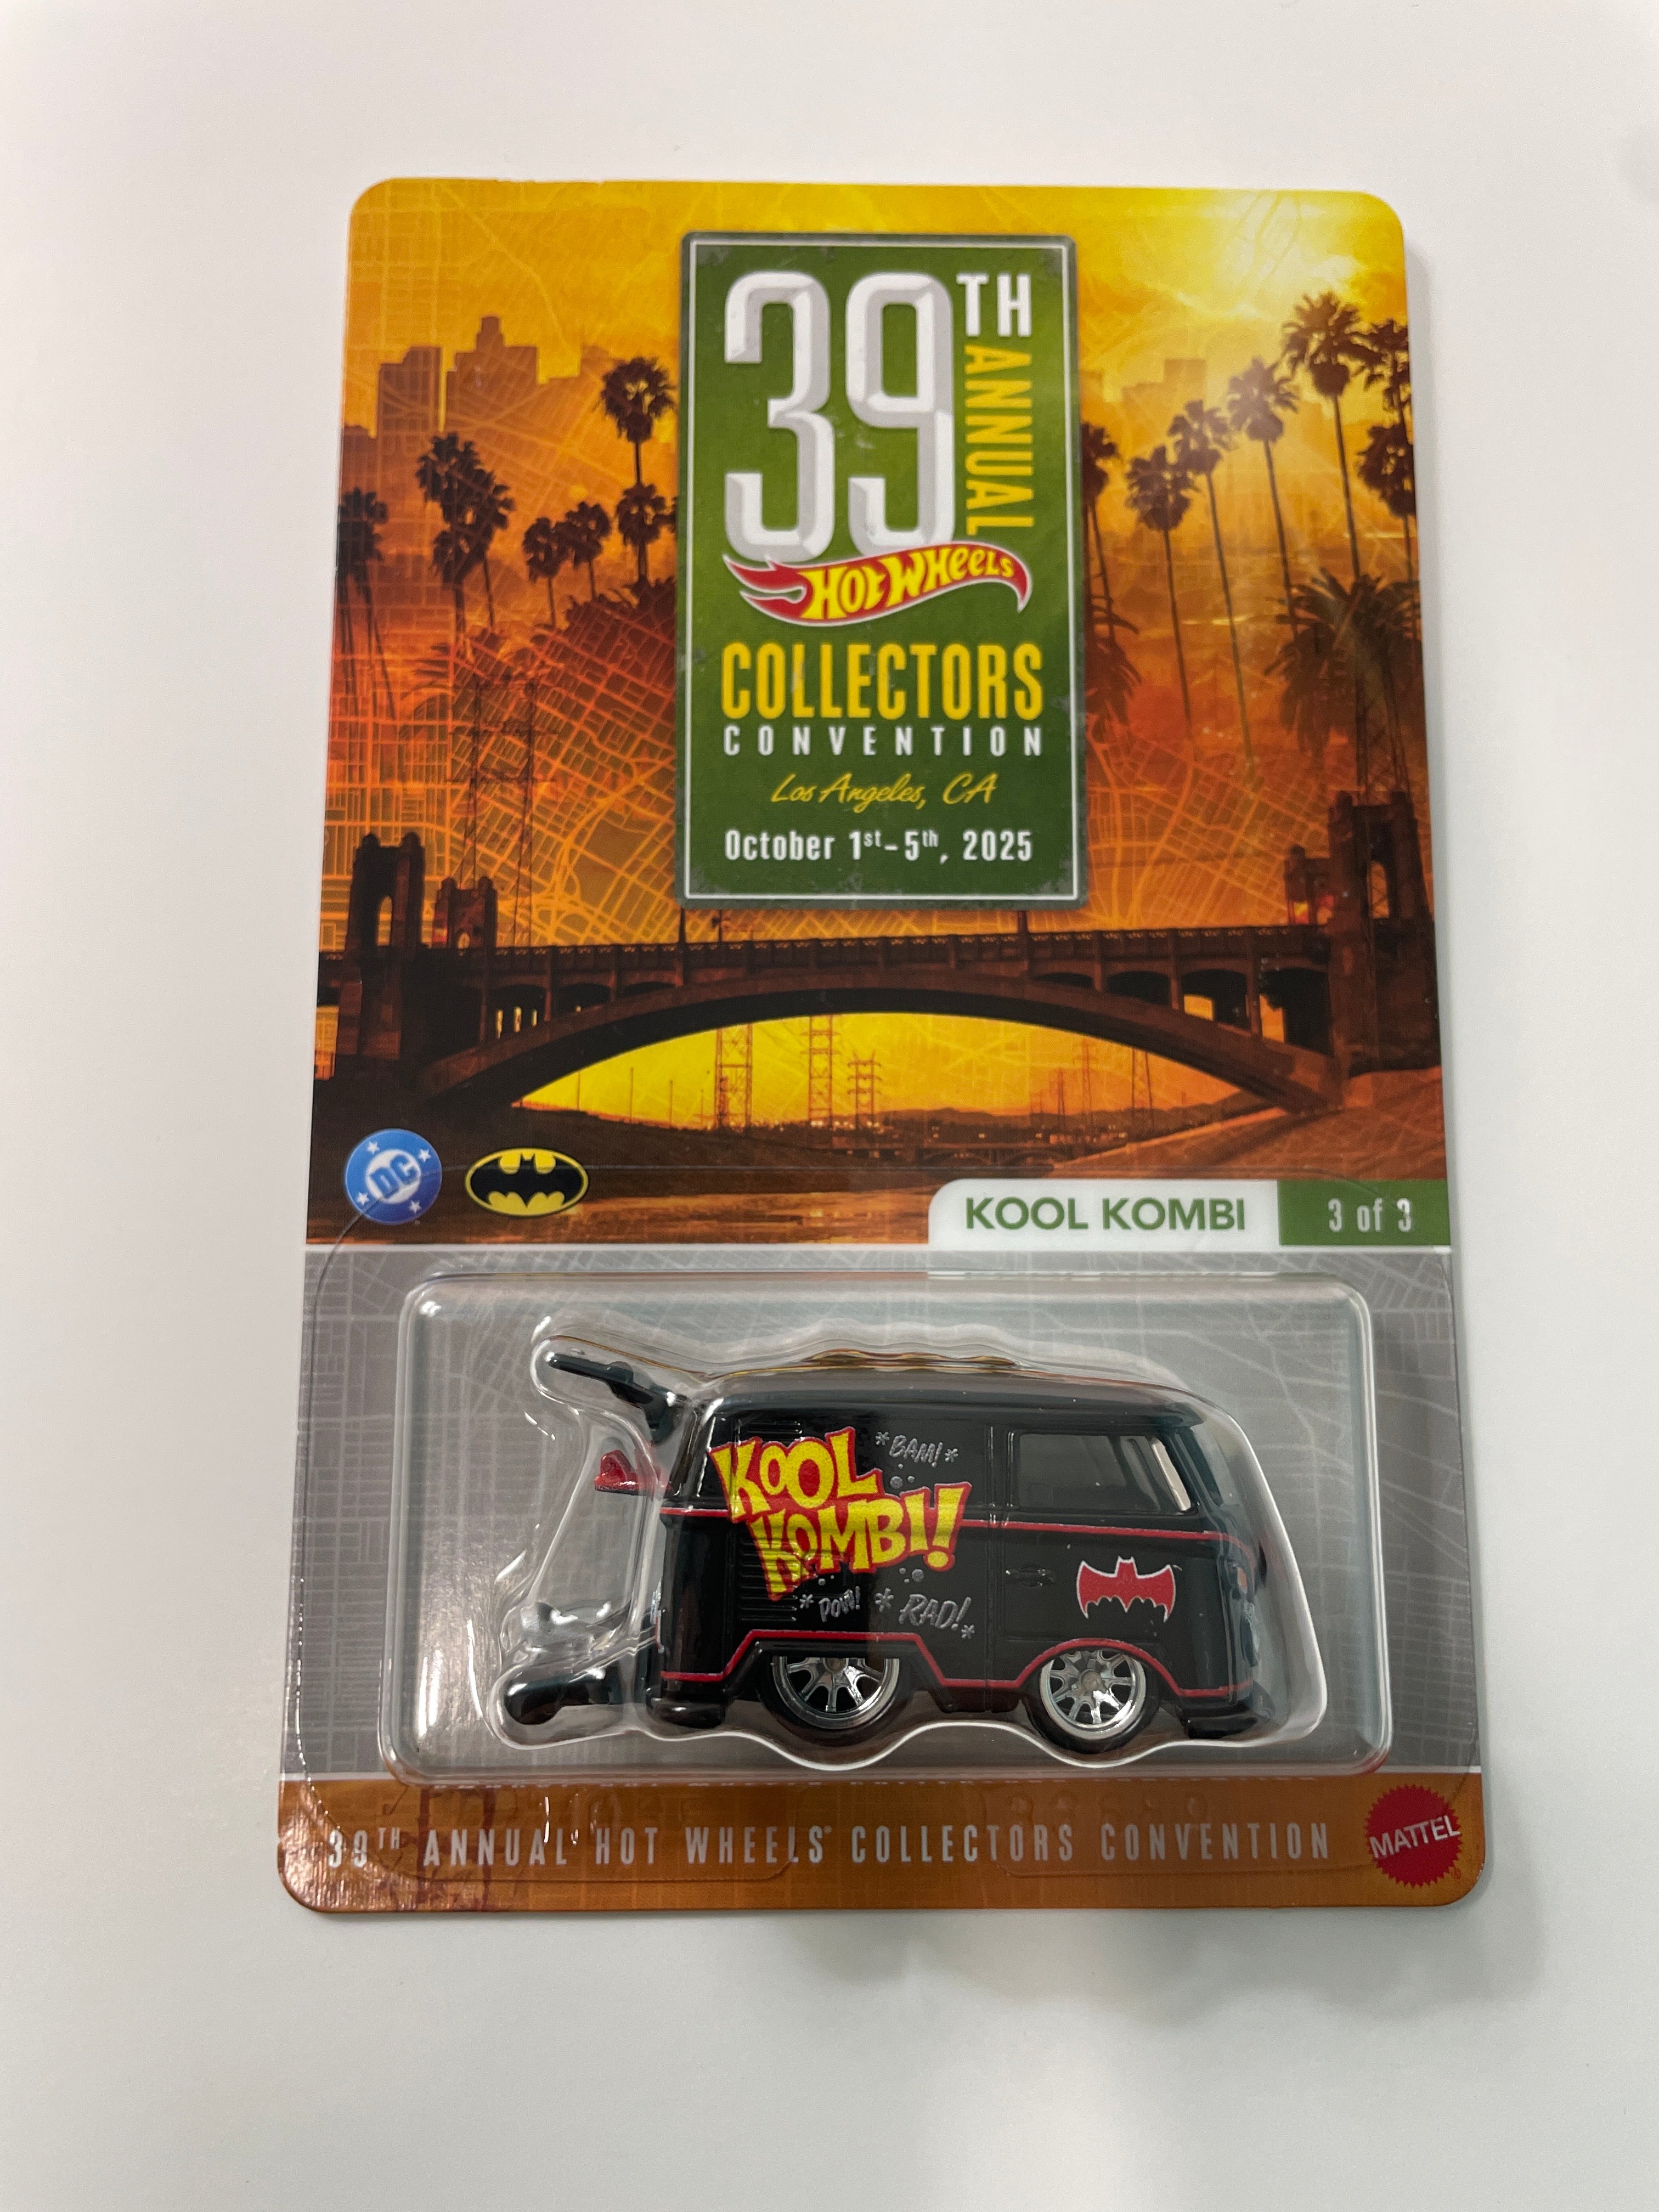 39TH
ANNUAL
HOT WHEELS
COLLECTORS
CONVENTION
Los Angeles, CA
October 1st-5th, 2025
DC
KOOL KOMBI 3 of 3
KOOL
KOMBI!!
*BAM!*
*POW!
*RAD!*
39TH ANNUAL HOT WHEELS® COLLECTORS CONVENTION
MATTEL